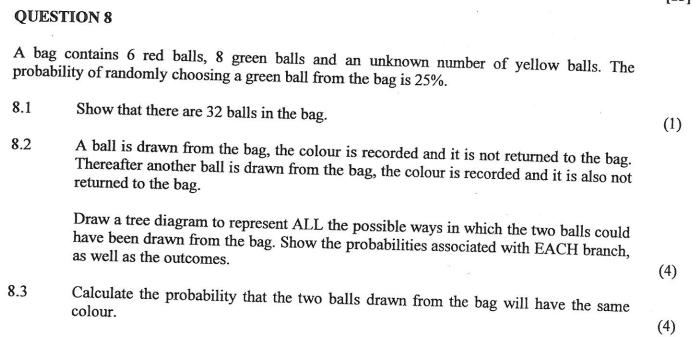 QUESTION 8
A bag contains 6 red balls, 8 green balls and an unknown number of yellow balls. The
probability of randomly choosing a green ball from the bag is 25%.
8.1 Show that there are 32 balls in the bag. (1)
8.2 A ball is drawn from the bag, the colour is recorded and it is not returned to the bag.
Thereafter another ball is drawn from the bag, the colour is recorded and it is also not
returned to the bag.
Draw a tree diagram to represent ALL the possible ways in which the two balls could
have been drawn from the bag. Show the probabilities associated with EACH branch,
as well as the outcomes. (4)
8.3 Calculate the probability that the two balls drawn from the bag will have the same
colour. (4)